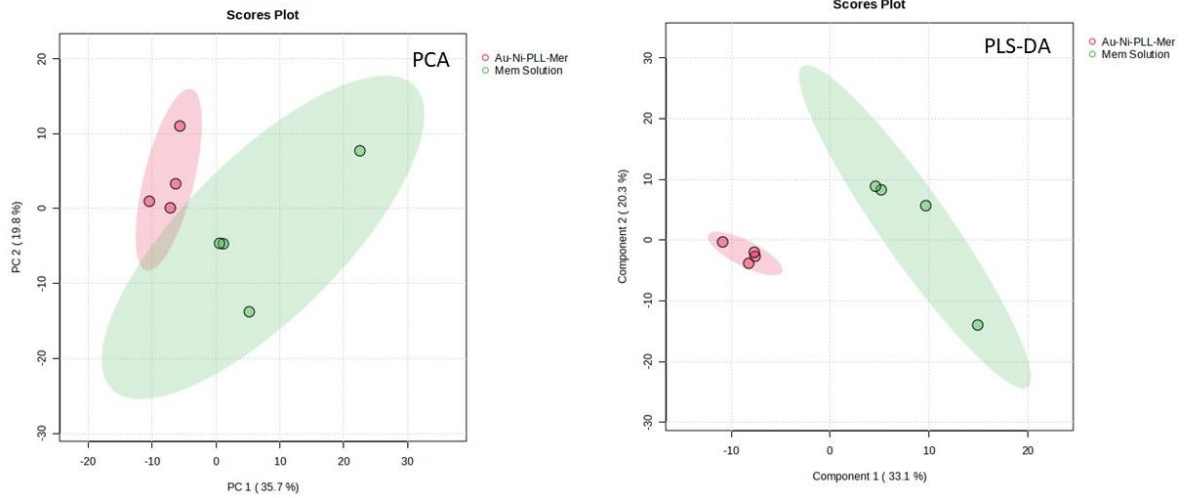 Scores Plot
PCA
Au-Ni-PLL-Mer
Mem Solution
PC 2 ( 19.8 %)
20
10
0
-10
-20
-30
-20
-10
0
10
20
30
PC 1 ( 35.7 %)
Scores Plot
PLS-DA
Au-Ni-PLL-Mer
Mem Solution
Component 2 ( 20.3 %)
30
20
10
0
-10
-20
-30
-10
0
10
20
Component 1 ( 33.1 %)